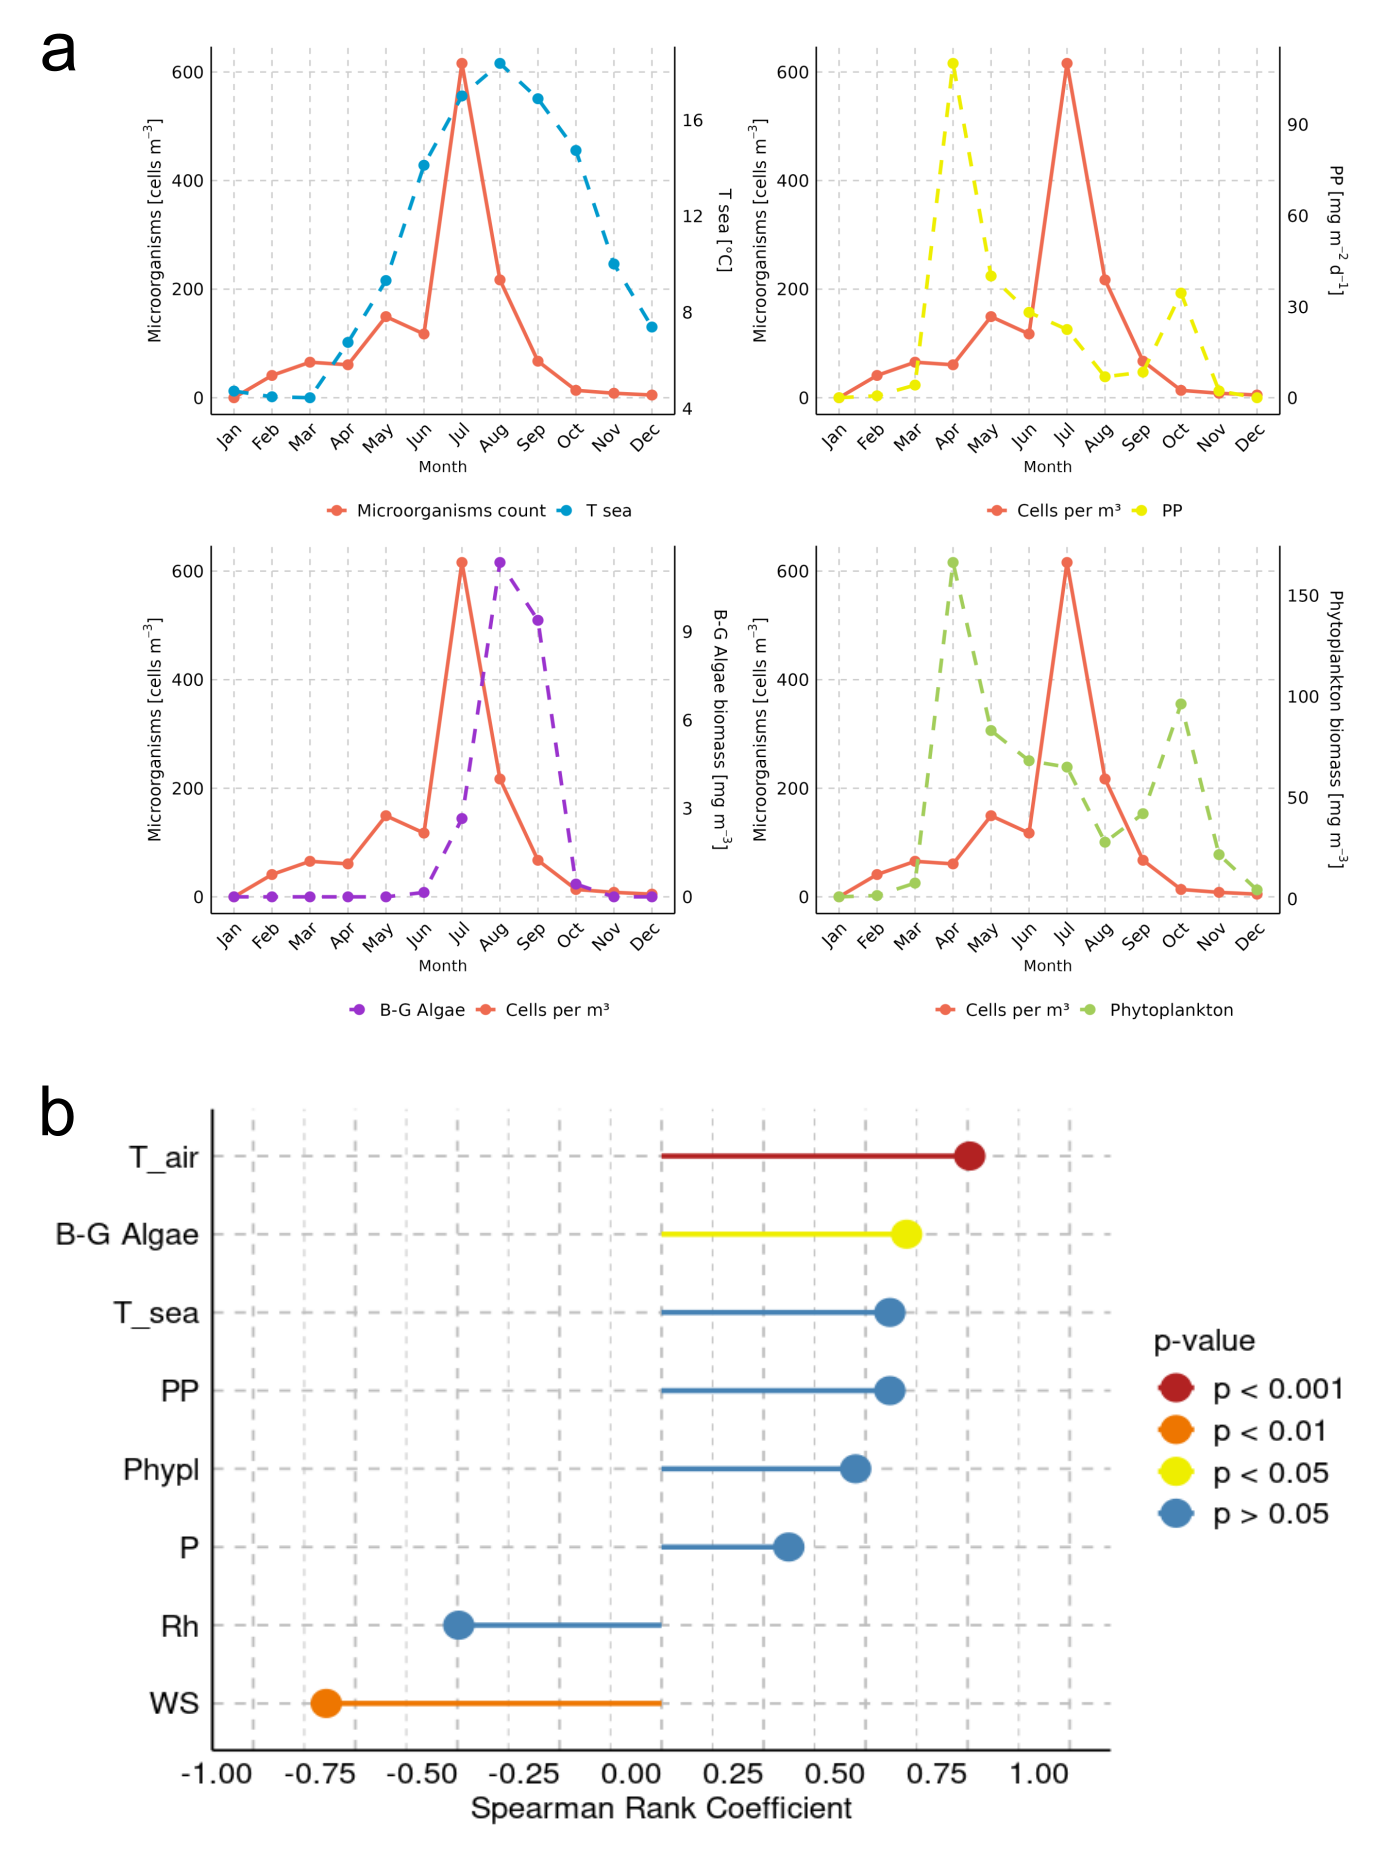 a
600
400
200
0
Microorganisms [cells m⁻³]
16
12
8
4
T sea [°C]
Jan Feb Mar Apr May Jun Jul Aug Sep Oct Nov Dec
Month
Microorganisms count T sea
600
400
200
0
Microorganisms [cells m⁻³]
90
60
30
0
PP [mg m⁻² d⁻¹]
Jan Feb Mar Apr May Jun Jul Aug Sep Oct Nov Dec
Month
Cells per m³ PP
600
400
200
0
Microorganisms [cells m⁻³]
9
6
3
0
B-G Algae biomass [mg m⁻³]
Jan Feb Mar Apr May Jun Jul Aug Sep Oct Nov Dec
Month
B-G Algae Cells per m³
600
400
200
0
Microorganisms [cells m⁻³]
150
100
50
0
Phytoplankton biomass [mg m⁻³]
Jan Feb Mar Apr May Jun Jul Aug Sep Oct Nov Dec
Month
Cells per m³ Phytoplankton
b
T_air
B-G Algae
T_sea
PP
Phypl
P
Rh
WS
-1.00 -0.75 -0.50 -0.25 0.00 0.25 0.50 0.75 1.00
Spearman Rank Coefficient
p-value
p < 0.001
p < 0.01
p < 0.05
p > 0.05